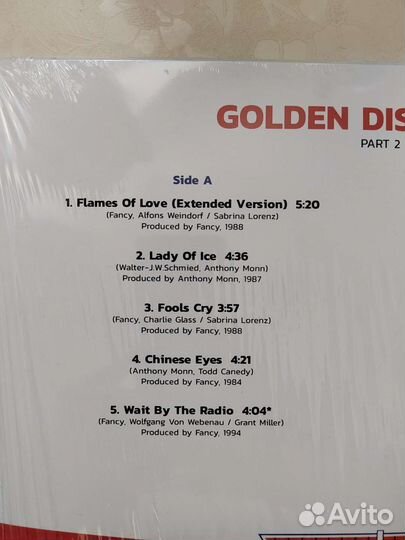 GOLDEN DIS
PART 2
Side A
1. Flames Of Love (Extended Version) 5:20
(Fancy, Alfons Weindorf / Sabrina Lorenz)
Produced by Fancy, 1988
2. Lady Of Ice 4:36
(Walter-J.W.Schmied, Anthony Monn)
Produced by Anthony Monn, 1987
3. Fools Cry 3:57
(Fancy, Charlie Glass / Sabrina Lorenz)
Produced by Fancy, 1988
4. Chinese Eyes 4:21
(Anthony Monn, Todd Canedy)
Produced by Fancy, 1984
5. Wait By The Radio 4:04*
(Fancy, Wolfgang Von Webenau / Grant Miller)
Produced by Fancy, 1994
Avito